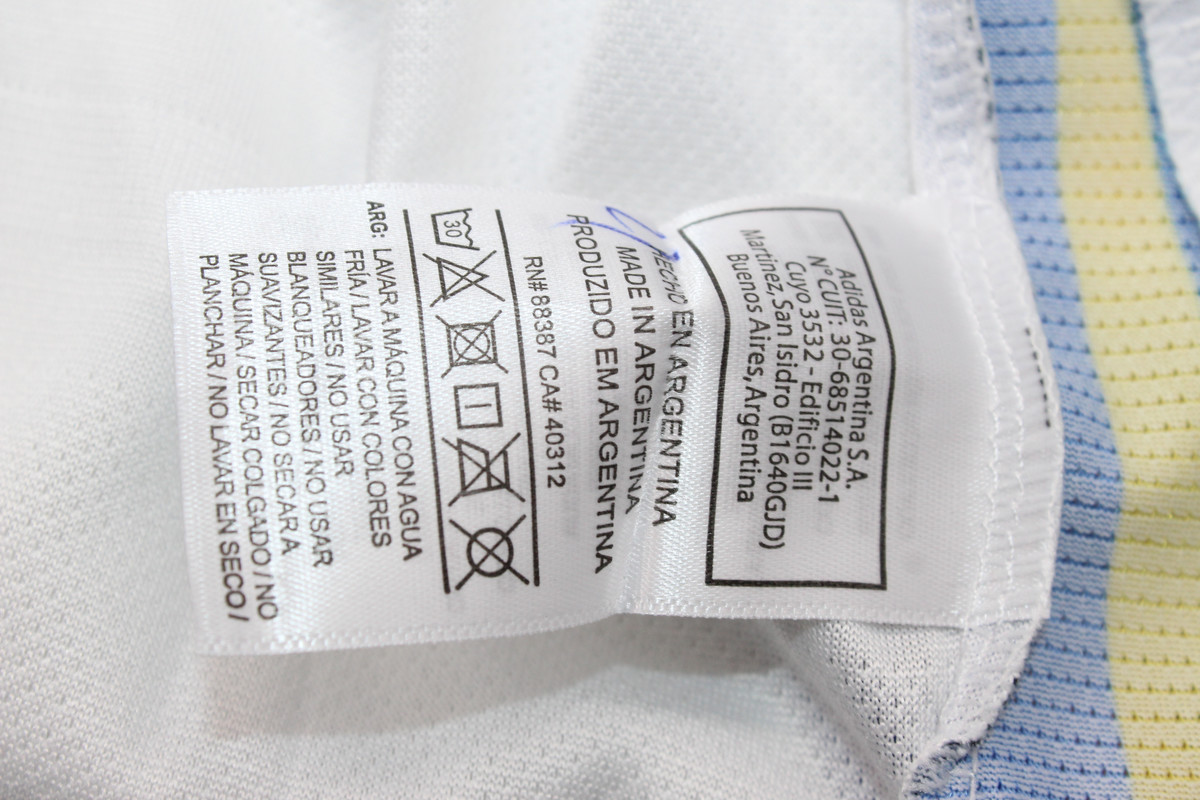 Adidas Argentina S.A.
N°CUIT: 30-68514022-1
Cuyo 3532 - Edificio III
Martinez, San Isidro (B1640GJD)
Buenos Aires, Argentina
HECHO EN ARGENTINA
MADE IN ARGENTINA
PRODUZIDO EM ARGENTINA
RN# 88387 CA# 40312
30
ARG: LAVAR A MÁQUINA CON AGUA
FRÍA / LAVAR CON COLORES
SIMILARES / NO USAR
BLANQUEADORES / NO USAR
SUAVIZANTES / NO SECAR A
MÁQUINA / SECAR COLGADO / NO
PLANCHAR / NO LAVAR EN SECO /